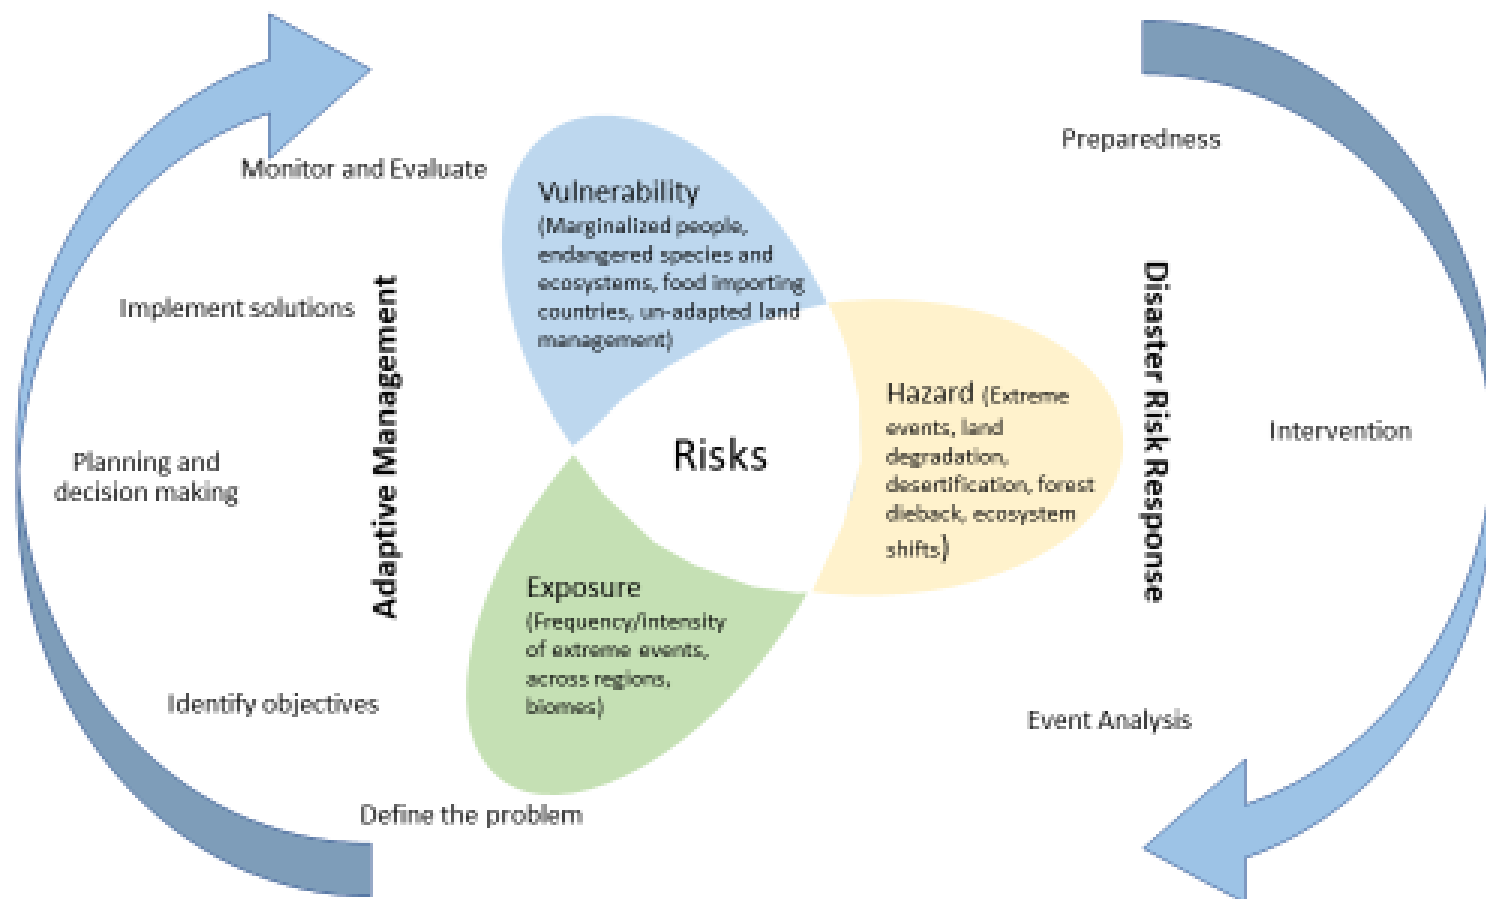 Monitor and Evaluate
Implement solutions
Planning and
decision making
Identify objectives
Define the problem
Adaptive Management
Vulnerability
(Marginalized people,
endangered species and
ecosystems, food importing
countries, un-adapted land
management)
Risks
Hazard (Extreme
events, land
degradation,
desertification, forest
dieback, ecosystem
shifts)
Exposure
(Frequency/intensity
of extreme events,
across regions,
biomes)
Disaster Risk Response
Preparedness
Intervention
Event Analysis